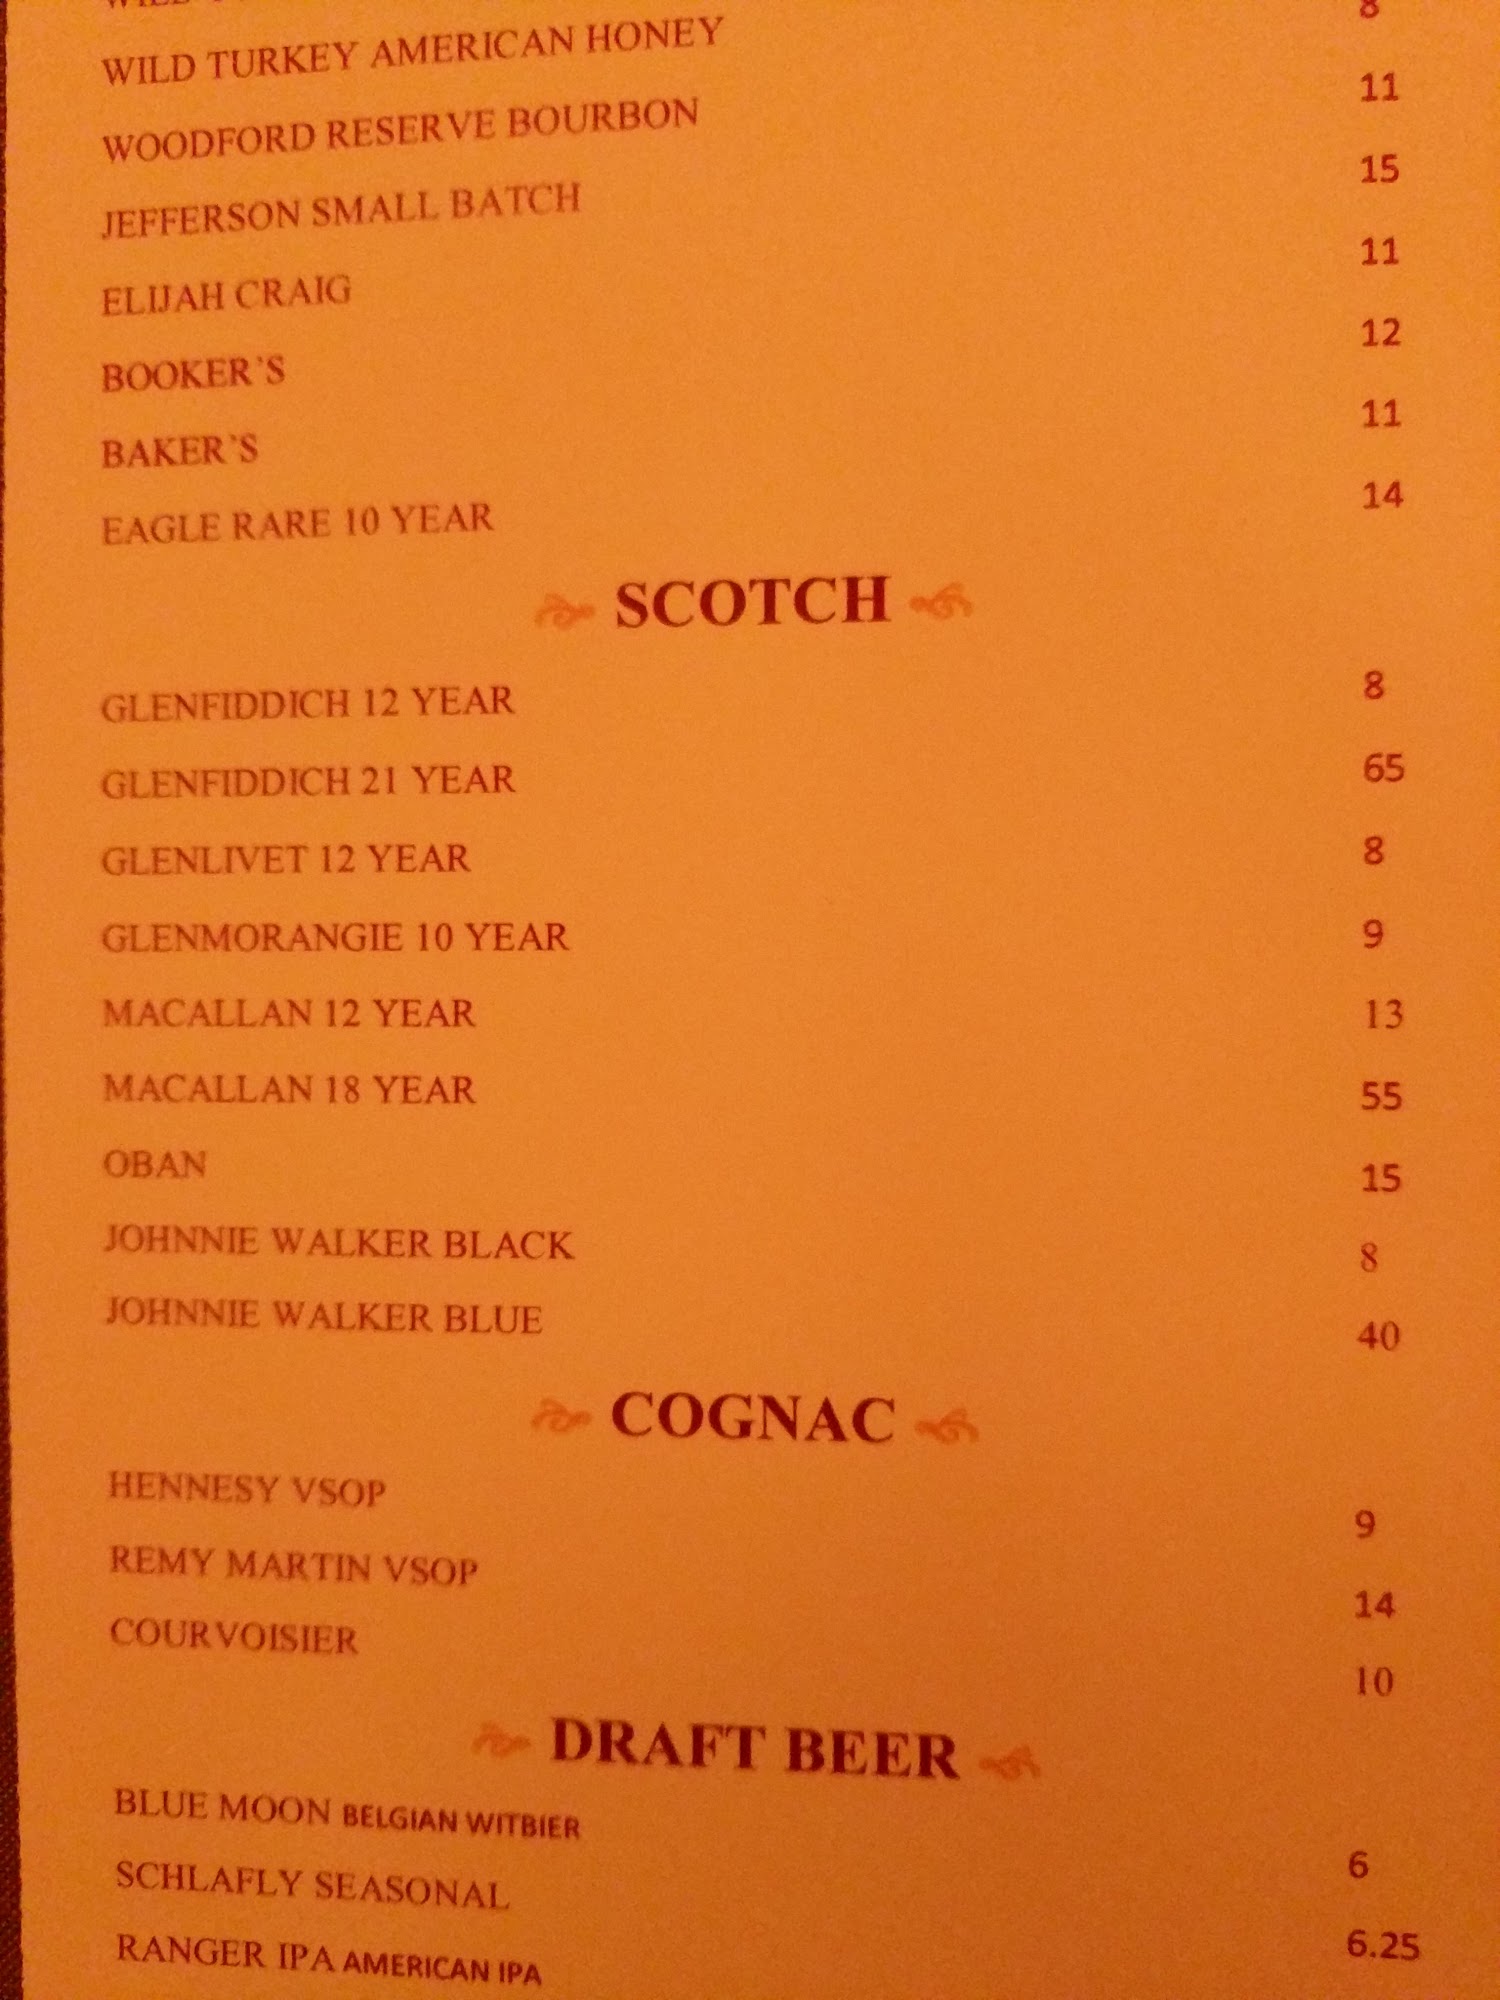 WILD TURKEY AMERICAN HONEY 8
WOODFORD RESERVE BOURBON 11
JEFFERSON SMALL BATCH 15
ELIJAH CRAIG 11
BOOKER'S 12
BAKER'S 11
EAGLE RARE 10 YEAR 14
SCOTCH
GLENFIDDICH 12 YEAR 8
GLENFIDDICH 21 YEAR 65
GLENLIVET 12 YEAR 8
GLENMORANGIE 10 YEAR 9
MACALLAN 12 YEAR 13
MACALLAN 18 YEAR 55
OBAN 15
JOHNNIE WALKER BLACK 8
JOHNNIE WALKER BLUE 40
COGNAC
HENNESY VSOP 9
REMY MARTIN VSOP 14
COURVOISIER 10
DRAFT BEER
BLUE MOON BELGIAN WITBIER 6
SCHLAFLY SEASONAL 6.25
RANGER IPA AMERICAN IPA